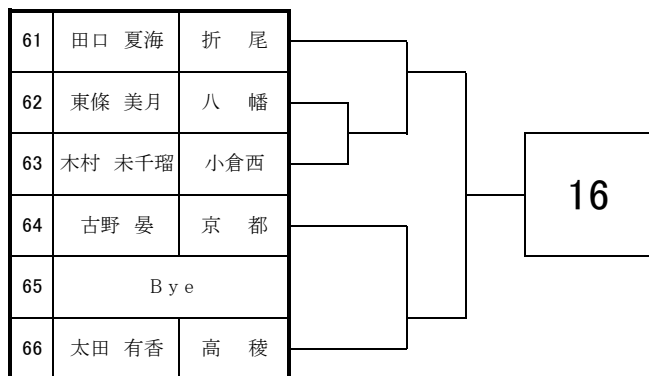 61 田口 夏海 折 尾
62 東條 美月 八 幡
63 木村 未千瑠 小倉西
64 古野 晏 京 都
65 Bye
66 太田 有香 高 稜
16